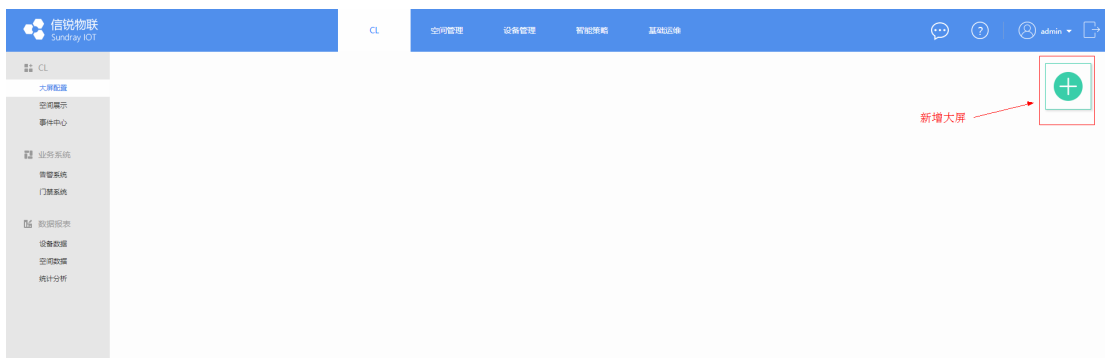 信锐物联
Sundray IOT
CL
空间管理
设备管理
智能策略
基础运维
admin
CL
大屏配置
空间展示
事件中心
业务系统
告警系统
门禁系统
数据报表
设备数据
空间数据
统计分析
新增大屏